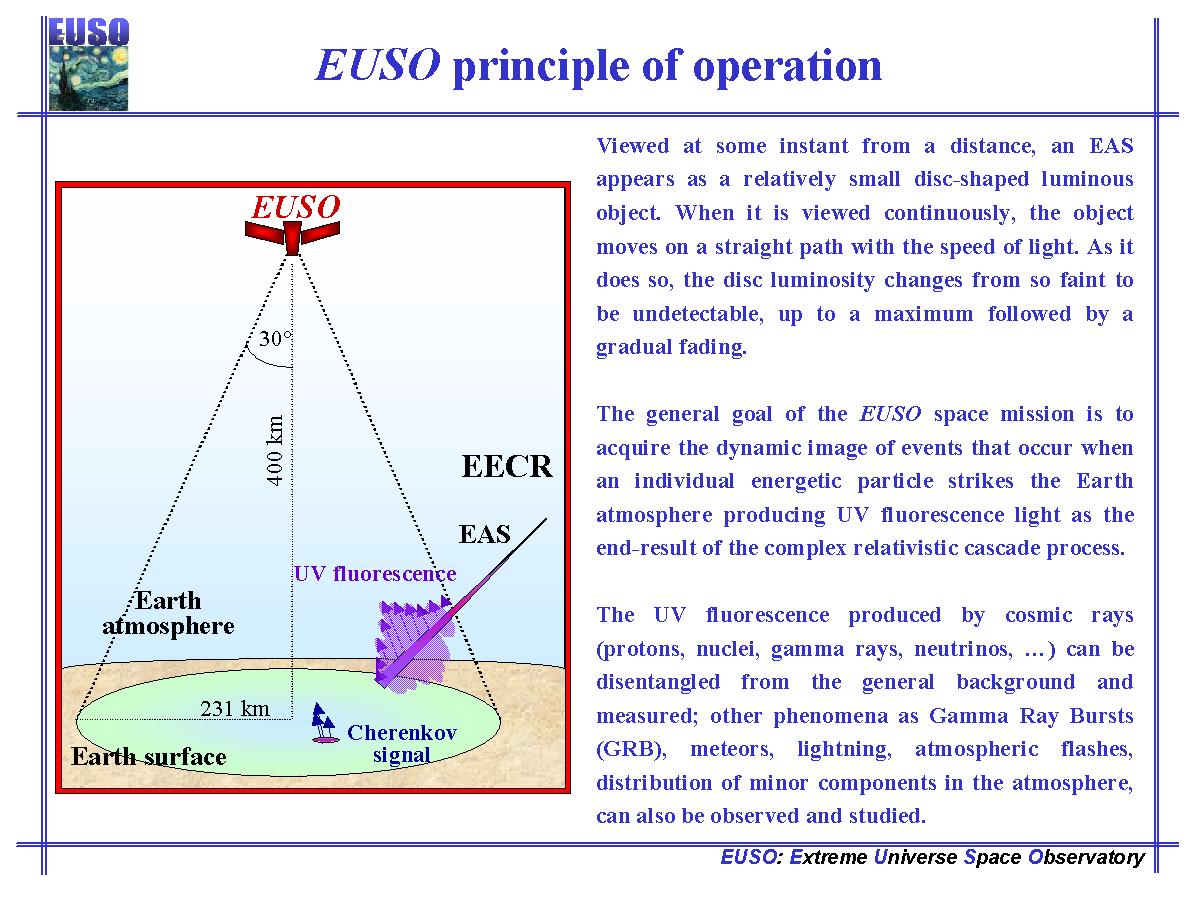 EUSO
EUSO principle of operation
Viewed at some instant from a distance, an EAS
appears as a relatively small disc-shaped luminous
object. When it is viewed continuously, the object
moves on a straight path with the speed of light. As it
does so, the disc luminosity changes from so faint to
be undetectable, up to a maximum followed by a
gradual fading.
The general goal of the EUSO space mission is to
acquire the dynamic image of events that occur when
an individual energetic particle strikes the Earth
atmosphere producing UV fluorescence light as the
end-result of the complex relativistic cascade process.
The UV fluorescence produced by cosmic rays
(protons, nuclei, gamma rays, neutrinos, …) can be
disentangled from the general background and
measured; other phenomena as Gamma Ray Bursts
(GRB), meteors, lightning, atmospheric flashes,
distribution of minor components in the atmosphere,
can also be observed and studied.
EUSO
30°
400 km
EECR
EAS
UV fluorescence
Earth
atmosphere
231 km
Cherenkov
signal
Earth surface
EUSO: Extreme Universe Space Observatory